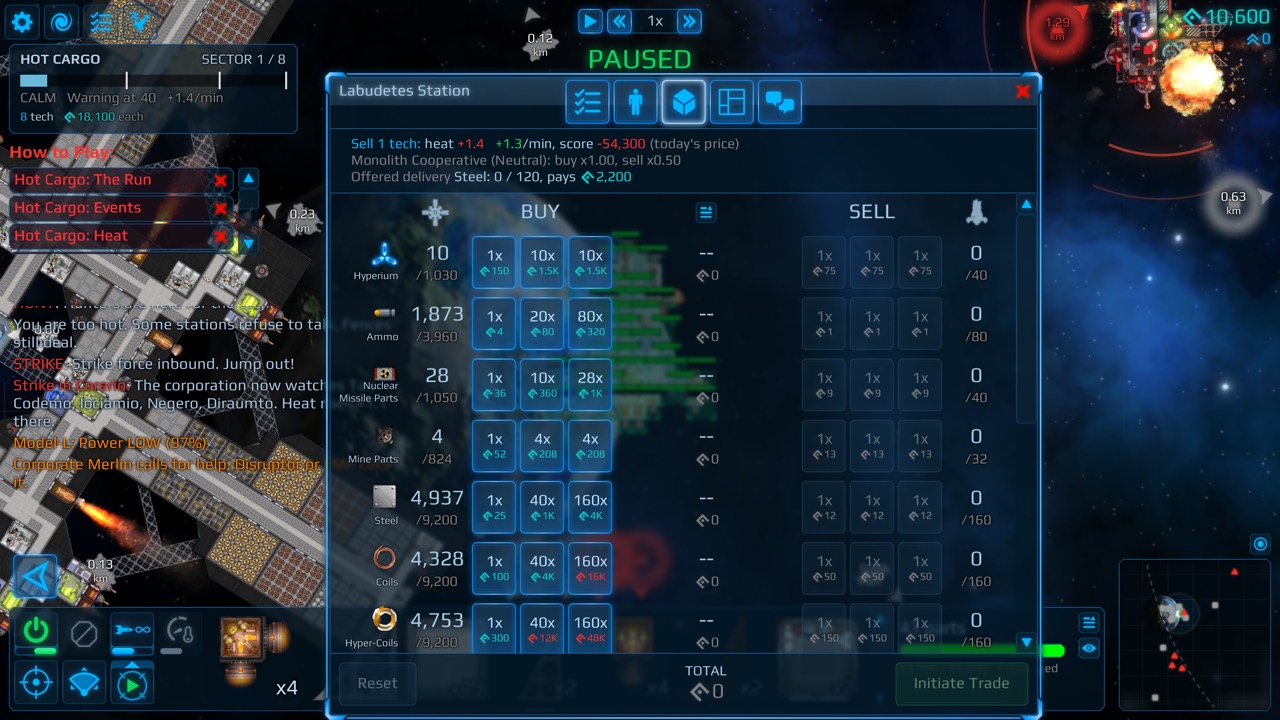 HOT CARGO SECTOR 1 / 8
CALM Warning at 40 +1.4/min
8 tech 18,100 each
How to Play:
Hot Cargo: The Run
Hot Cargo: Events
Hot Cargo: Heat
You are too hot. Some stations refuse to
still deal.
STRIKE: Strike force inbound. Jump out!
The corporation now watches
Codemo, Iociamio, Negero, Diraumto. Heat
there.
Model-L: Power LOW (97%)
Corporate Merlin calls for help. Disruptor or
it.
0.12
km
0.23
km
0.13
km
1.29
km
0.63
km
1x
PAUSED
10,600
0
Labudetes Station
Sell 1 tech: heat +1.4 +1.3/min, score -54,300 (today's price)
Monolith Cooperative (Neutral): buy x1.00, sell x0.50
Offered delivery Steel: 0 / 120, pays 2,200
BUY SELL
Hyperium 10 /1,030 1x 150 10x 1.5K 10x 1.5K -- 0 1x 75 1x 75 1x 75 0 /40
Ammo 1,873 /3,960 1x 4 20x 80 80x 320 -- 0 1x 1 1x 1 1x 1 0 /80
Nuclear Missile Parts 28 /1,050 1x 36 10x 360 28x 1K -- 0 1x 9 1x 9 1x 9 0 /40
Mine Parts 4 /824 1x 52 4x 208 4x 208 -- 0 1x 13 1x 13 1x 13 0 /32
Steel 4,937 /9,200 1x 25 40x 1K 160x 4K -- 0 1x 12 1x 12 1x 12 0 /160
Coils 4,328 /9,200 1x 100 40x 4K 160x 16K -- 0 1x 50 1x 50 1x 50 0 /160
Hyper-Coils 4,753 /9,200 1x 300 40x 12K 160x 48K -- 0 1x 150 1x 150 1x 150 0 /160
Reset
TOTAL
0
Initiate Trade
x4